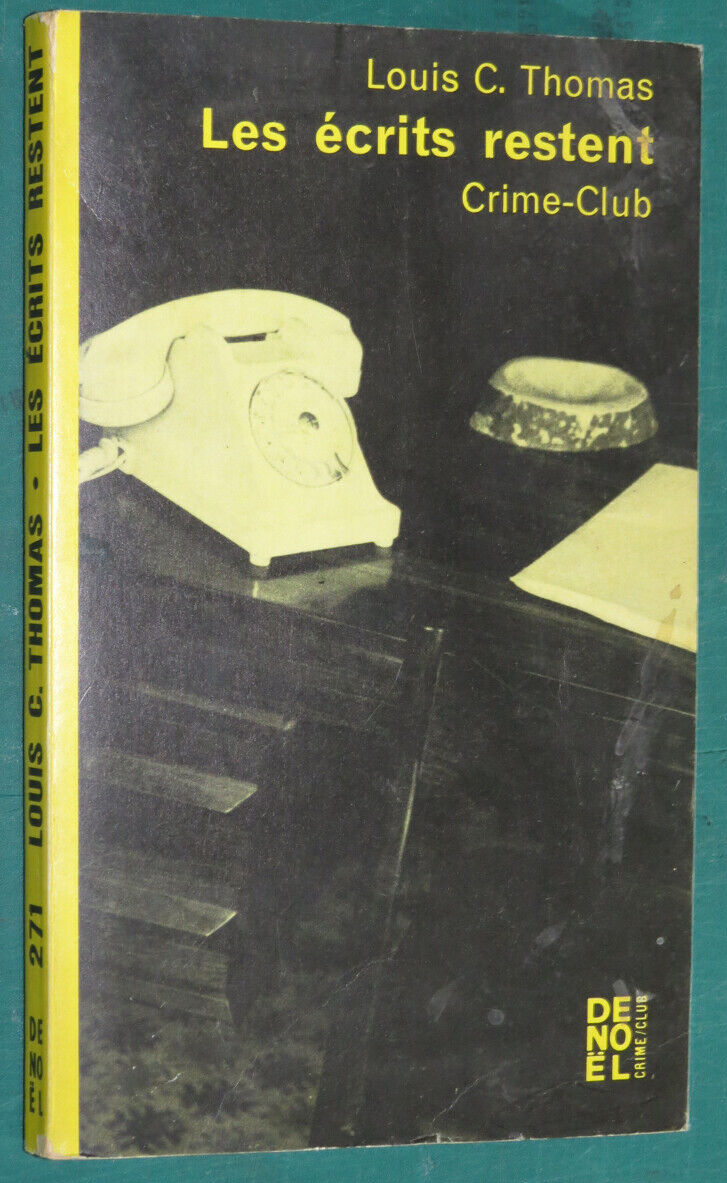 Louis C. Thomas
Les écrits restent
Crime-Club
DE
NO
ËL
CRIME/CLUB
DE
NO
ËL
271 LOUIS C. THOMAS • LES ÉCRITS RESTENT